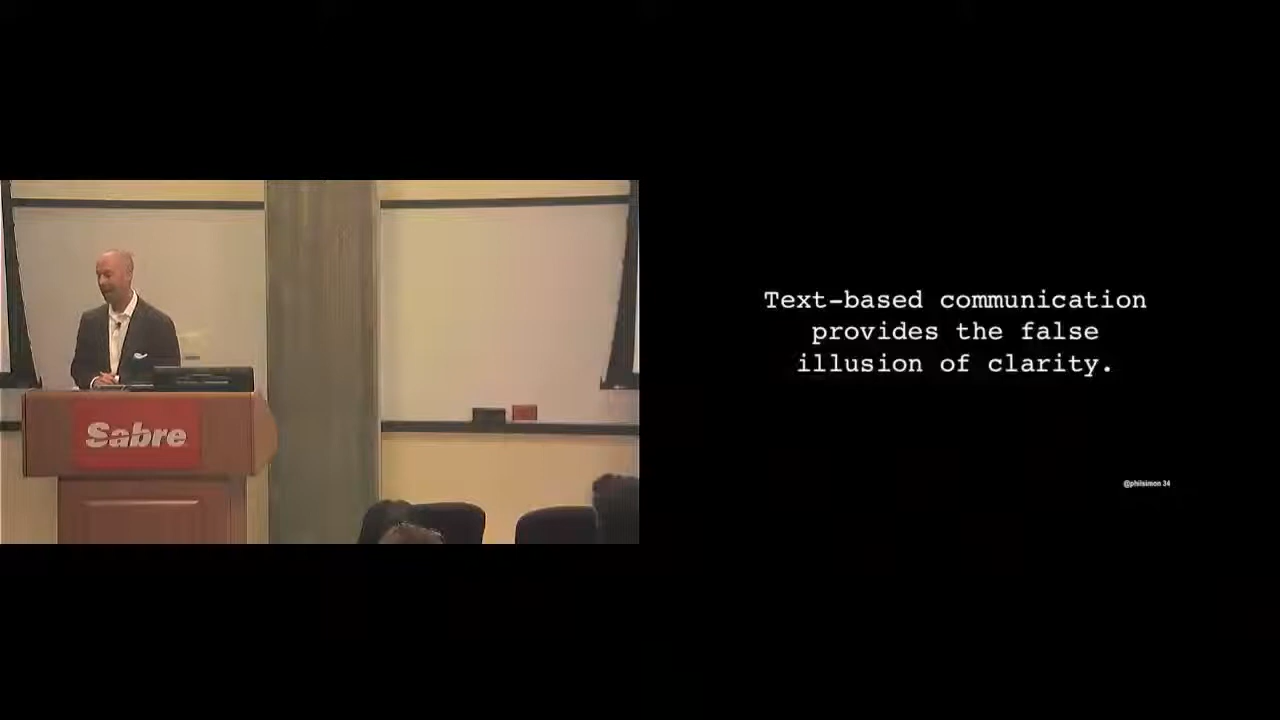 Sabre
Text-based communication
provides the false
illusion of clarity.
@philsimon 34